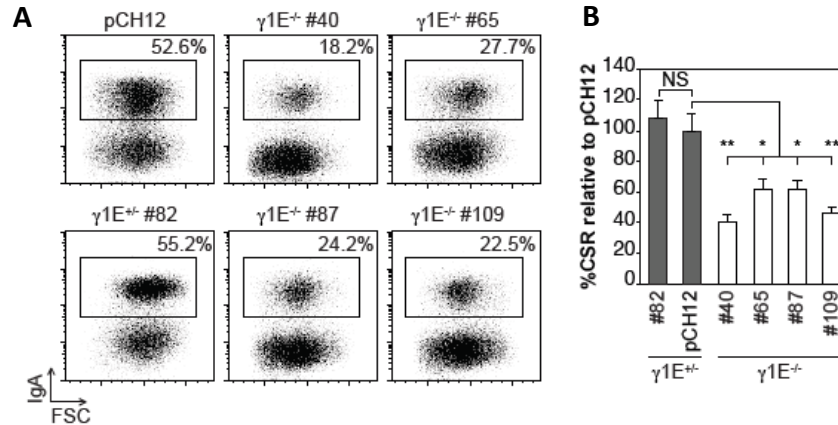 A
pCH12
γ1E-/- #40
γ1E-/- #65
52.6%
18.2%
27.7%
γ1E+/- #82
γ1E-/- #87
γ1E-/- #109
55.2%
24.2%
22.5%
IgA
FSC
B
%CSR relative to pCH12
140
120
100
80
60
40
20
0
NS
** * * **
#82
pCH12
#40
#65
#87
#109
γ1E+/-
γ1E-/-